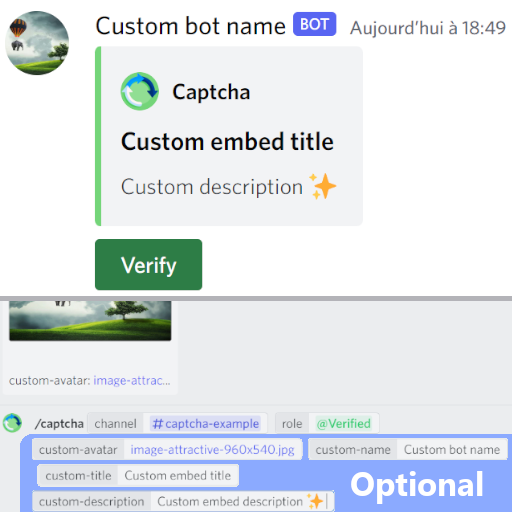 Custom bot name BOT Aujourd'hui à 18:49
Captcha
Custom embed title
Custom description ✨
Verify
custom-avatar: image-attrac...
/captcha channel #captcha-example role @Verified
custom-avatar image-attractive-960x540.jpg custom-name Custom bot name
custom-title Custom embed title
custom-description Custom embed description ✨
Optional